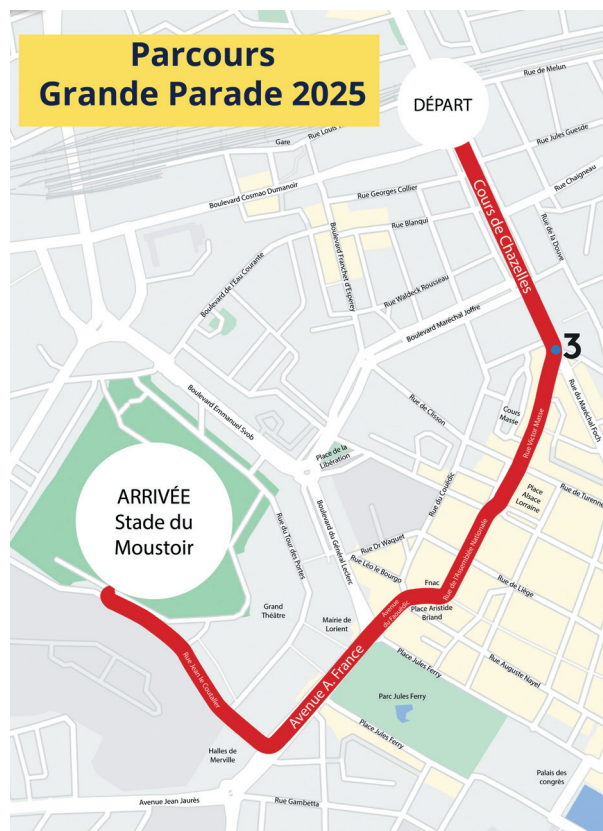 Parcours
Grande Parade 2025
DÉPART
Rue de Melun
Rue Louis
Rue Jules Guesde
Gare
Rue Chaigneau
Boulevard Cosmao Dumanoir
Rue Georges Collier
Cours de Chazelles
Rue Blanqui
Rue de la Douve
Boulevard Franchet d'Esperey
Boulevard de l'Eau Courante
Rue Waldeck Rousseau
Boulevard Maréchal Joffre
3
Boulevard Emmanuel Svob
Rue de Clisson
Cours
Masse
Rue Victor Masse
Rue du Maréchal Foch
Place de la
Libération
ARRIVÉE
Stade du
Moustoir
Rue du Couëdic
Place
Alsace
Lorraine
Rue de Turenne
Rue du Tour des Portes
Boulevard du Général Leclerc
Rue Dr Waquet
Rue Léo le Bourgo
Rue de l'Assemblée Nationale
Fnac
Rue de Liège
Avenue
du Faouëdic
Place Aristide
Briand
Grand
Théâtre
Mairie de
Lorient
Avenue A. France
Place Jules Ferry
Rue Auguste Nayel
Rue Jean le Coutaller
Parc Jules Ferry
Place Jules Ferry
Halles de
Merville
Palais des
congrès
Avenue Jean Jaurès
Rue Gambetta